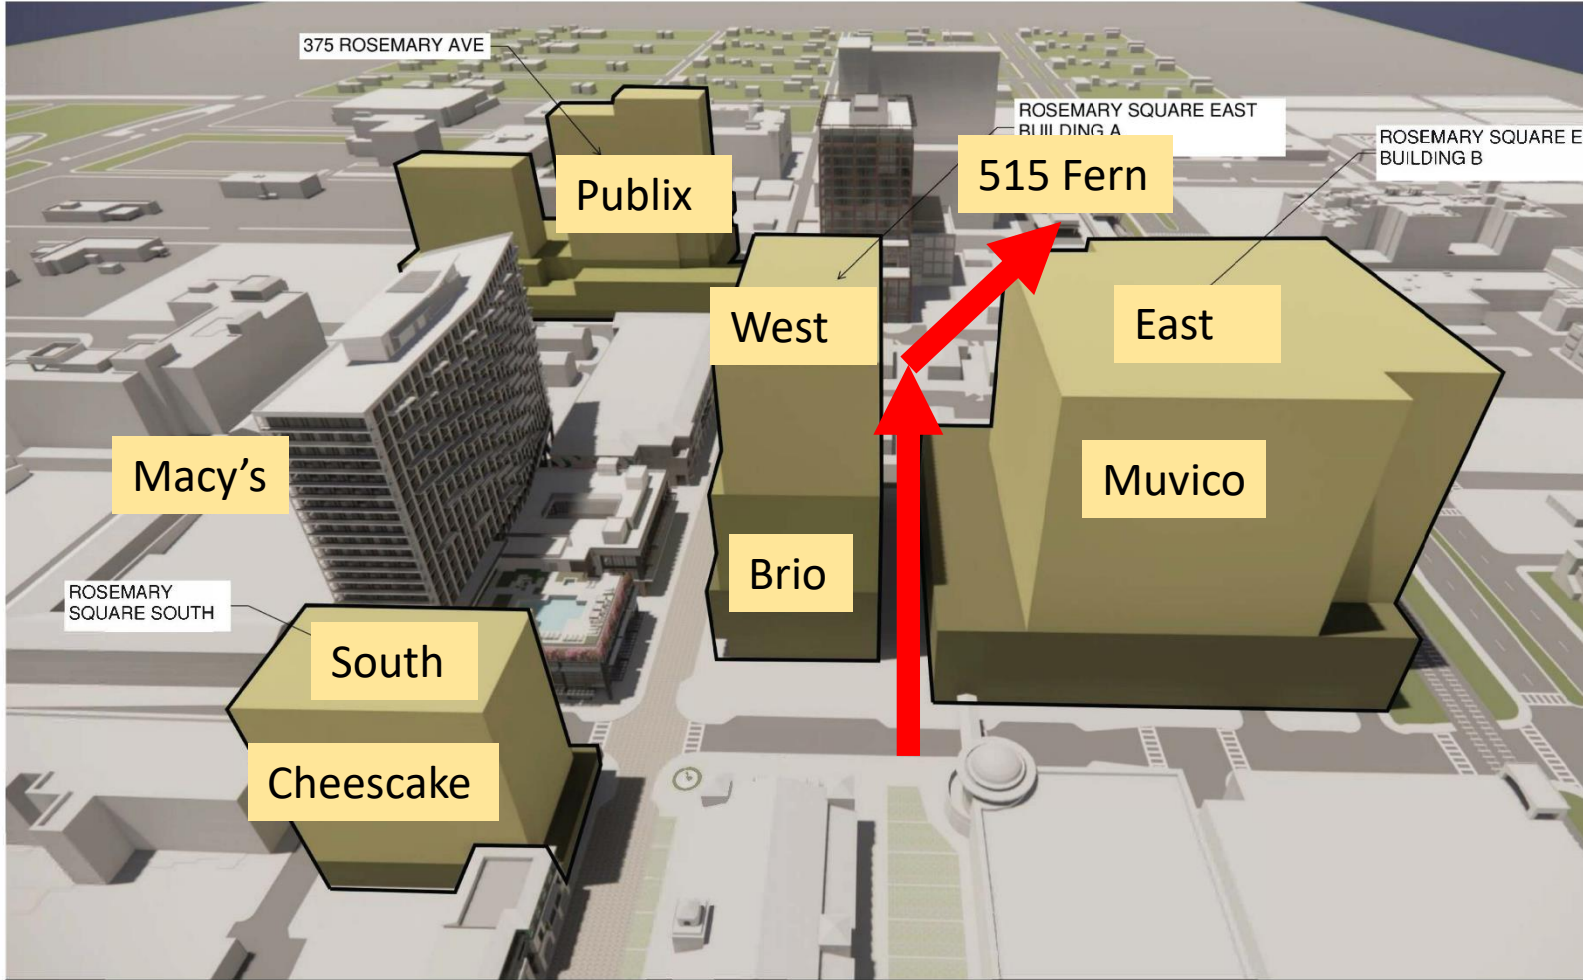 375 ROSEMARY AVE
ROSEMARY SQUARE EAST
BUILDING A
ROSEMARY SQUARE E
BUILDING B
515 Fern
Publix
West
East
Macy's
Muvico
Brio
ROSEMARY
SQUARE SOUTH
South
Cheescake